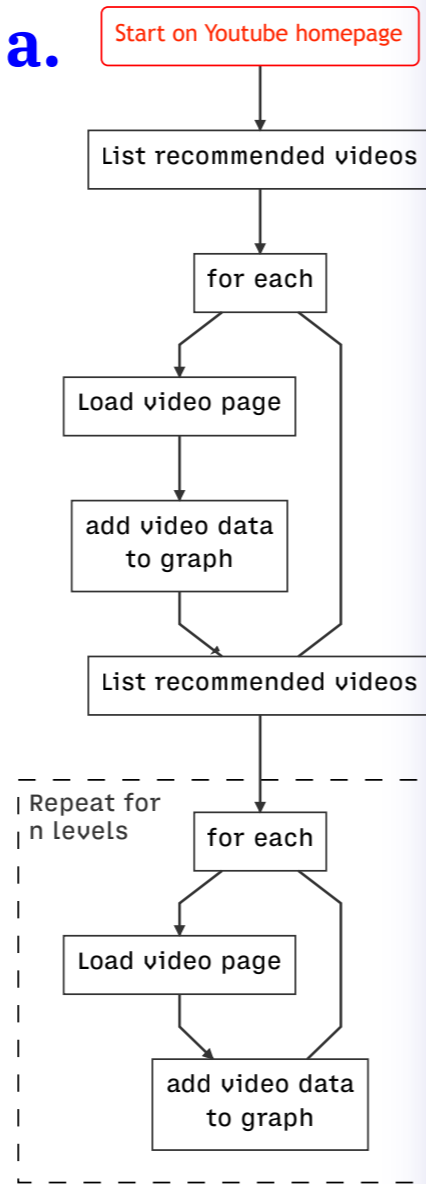 a.
Start on Youtube homepage
List recommended videos
for each
Load video page
add video data
to graph
List recommended videos
Repeat for
n levels
for each
Load video page
add video data
to graph